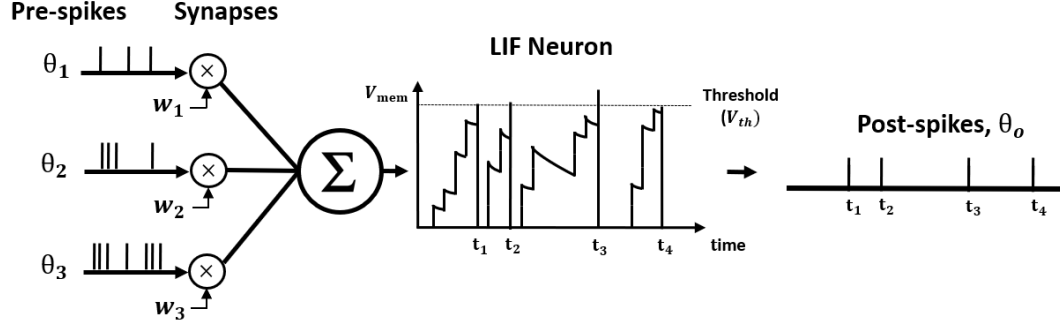 Pre-spikes
Synapses
θ1
×
w1
θ2
×
w2
θ3
×
w3
Σ
LIF Neuron
Vmem
Threshold
(Vth)
t1 t2 t3 t4
time
Post-spikes, θo
t1 t2 t3 t4